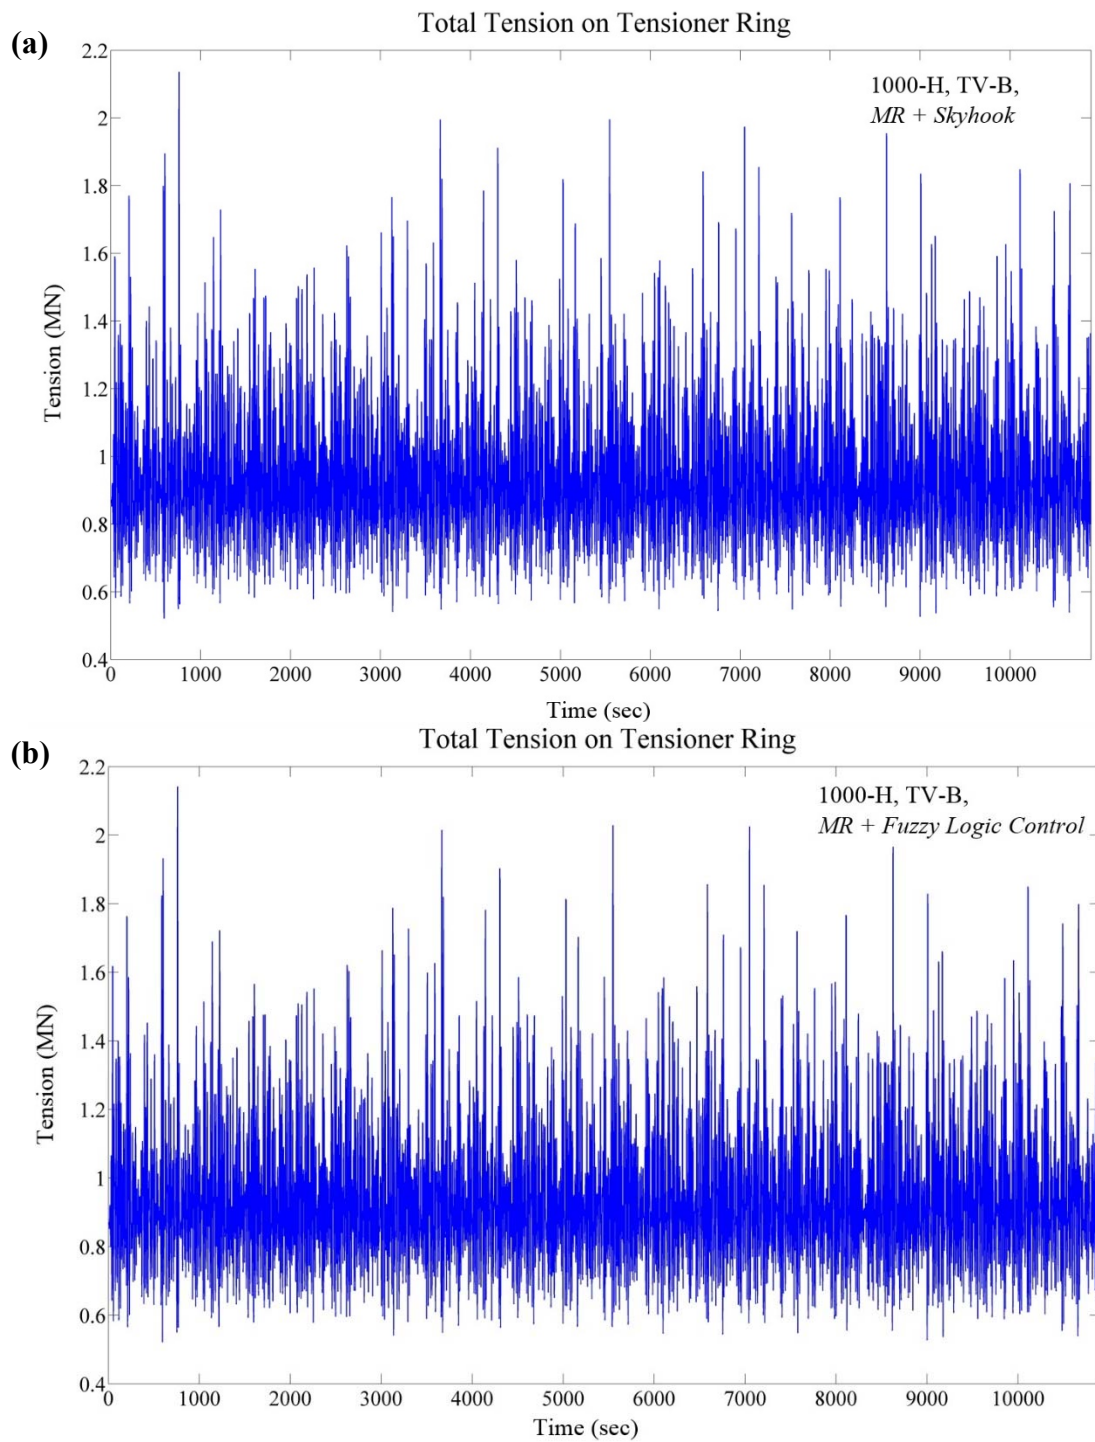 (a)
Total Tension on Tensioner Ring
2.2
2
1.8
1.6
1.4
1.2
1
0.8
0.6
0.4
Tension (MN)
1000-H, TV-B,
MR + Skyhook
0 1000 2000 3000 4000 5000 6000 7000 8000 9000 10000
Time (sec)
(b)
Total Tension on Tensioner Ring
2.2
2
1.8
1.6
1.4
1.2
1
0.8
0.6
0.4
Tension (MN)
1000-H, TV-B,
MR + Fuzzy Logic Control
0 1000 2000 3000 4000 5000 6000 7000 8000 9000 10000
Time (sec)